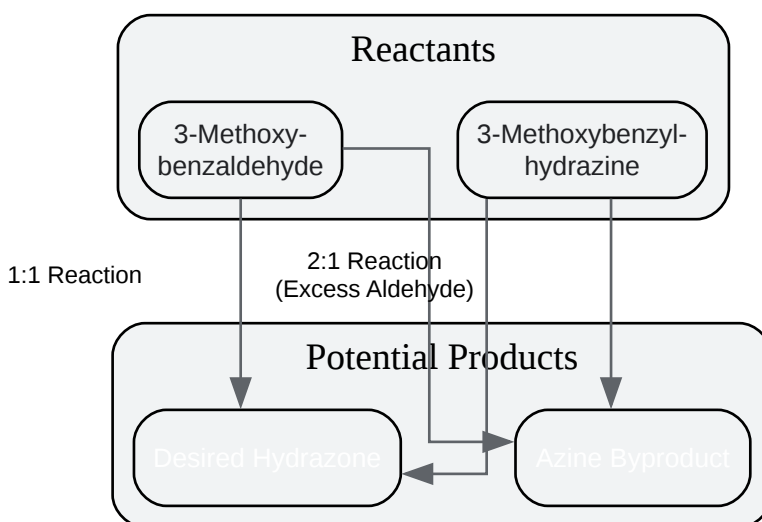 Reactants
3-Methoxy-
benzaldehyde
3-Methoxybenzyl-
hydrazine
1:1 Reaction
2:1 Reaction
(Excess Aldehyde)
Potential Products
Desired Hydrazone
Azine Byproduct